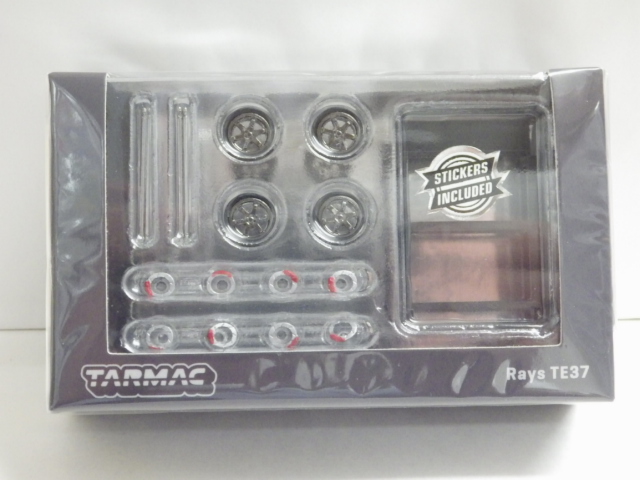 STICKERS
INCLUDED
TARMAC
Rays TE37